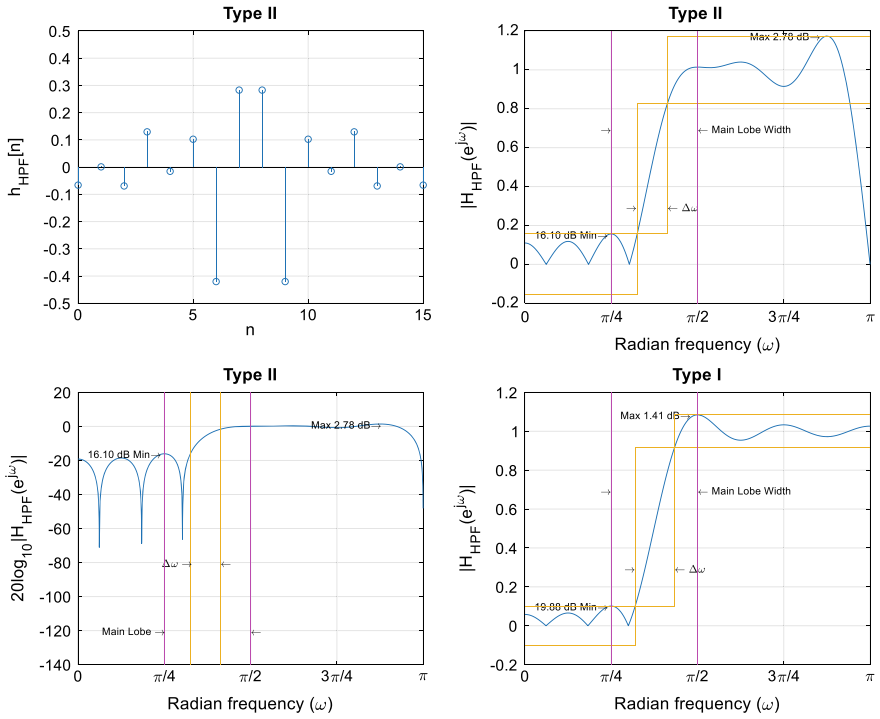 Type II
0.5
0.4
0.3
0.2
0.1
0
-0.1
-0.2
-0.3
-0.4
-0.5
0 5 10 15
n
h_HPF[n]
Type II
1.2
1
0.8
0.6
0.4
0.2
0
-0.2
Max 2.78 dB→
→ ← Main Lobe Width
→ ← Δω
16.10 dB Min→
0 π/4 π/2 3π/4 π
Radian frequency (ω)
|H_HPF(e^jω)|
Type II
20
0
-20
-40
-60
-80
-100
-120
-140
Max 2.78 dB→
16.10 dB Min→
Δω → ←
Main Lobe → ←
0 π/4 π/2 3π/4 π
Radian frequency (ω)
20log_10|H_HPF(e^jω)|
Type I
1.2
1
0.8
0.6
0.4
0.2
0
-0.2
Max 1.41 dB→
→ ← Main Lobe Width
→ ← Δω
19.88 dB Min→
0 π/4 π/2 3π/4 π
Radian frequency (ω)
|H_HPF(e^jω)|